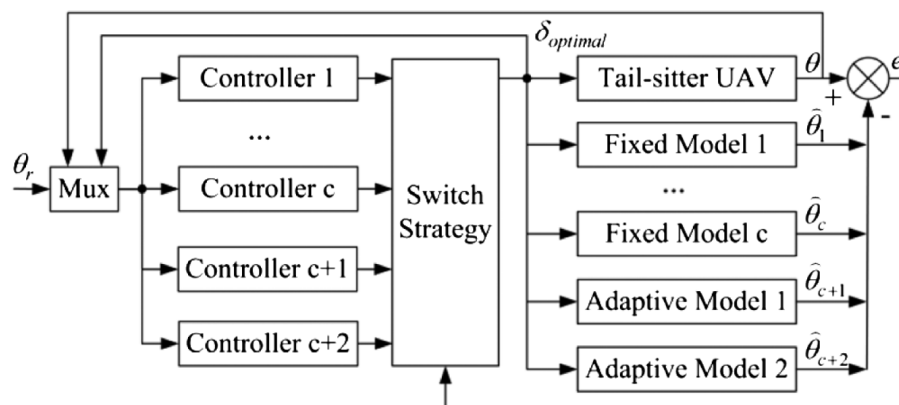 δoptimal
Controller 1
Tail-sitter UAV
θ
e
+
-
...
Fixed Model 1
θ̂1
θr
Mux
Controller c
Switch
Strategy
...
Fixed Model c
θ̂c
Controller c+1
Adaptive Model 1
θ̂c+1
Controller c+2
Adaptive Model 2
θ̂c+2